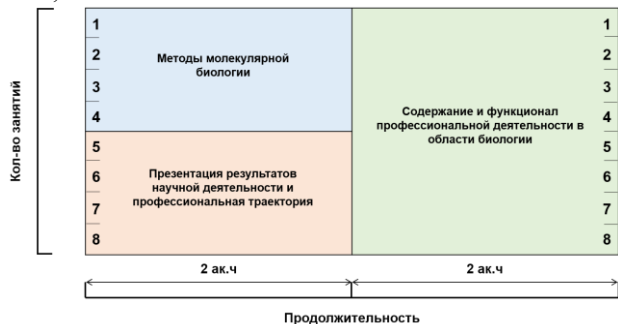 Кол-во занятий
1
2
3
4
5
6
7
8
Методы молекулярной
биологии
Презентация результатов
научной деятельности и
профессиональная траектория
Содержание и функционал
профессиональной деятельности в
области биологии
1
2
3
4
5
6
7
8
2 ак.ч
2 ак.ч
Продолжительность